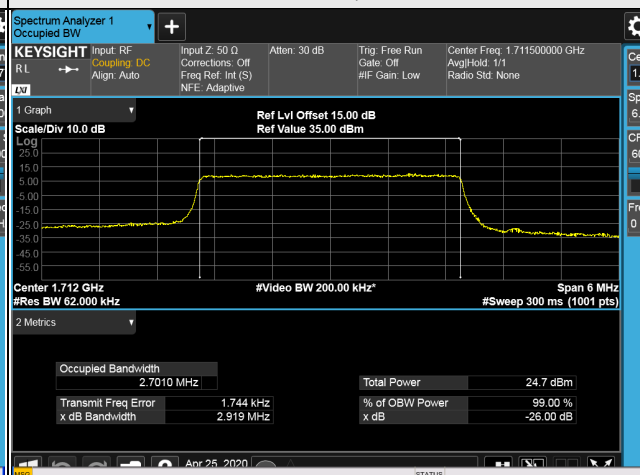 Spectrum Analyzer 1
Occupied BW
+
KEYSIGHT
RL
LXI
Input: RF
Coupling: DC
Align: Auto
Input Z: 50 Ω
Corrections: Off
Freq Ref: Int (S)
NFE: Adaptive
Atten: 30 dB
Trig: Free Run
Gate: Off
#IF Gain: Low
Center Freq: 1.711500000 GHz
Avg|Hold: 1/1
Radio Std: None
1 Graph
Scale/Div 10.0 dB
Ref Lvl Offset 15.00 dB
Ref Value 35.00 dBm
Log
25.0
15.0
5.00
-5.00
-15.0
-25.0
-35.0
-45.0
-55.0
Center 1.712 GHz
#Res BW 62.000 kHz
#Video BW 200.00 kHz*
Span 6 MHz
#Sweep 300 ms (1001 pts)
2 Metrics
Occupied Bandwidth
2.7010 MHz
Transmit Freq Error 1.744 kHz
x dB Bandwidth 2.919 MHz
Total Power 24.7 dBm
% of OBW Power 99.00 %
x dB -26.00 dB
Apr 25, 2020
MSG
STATUS